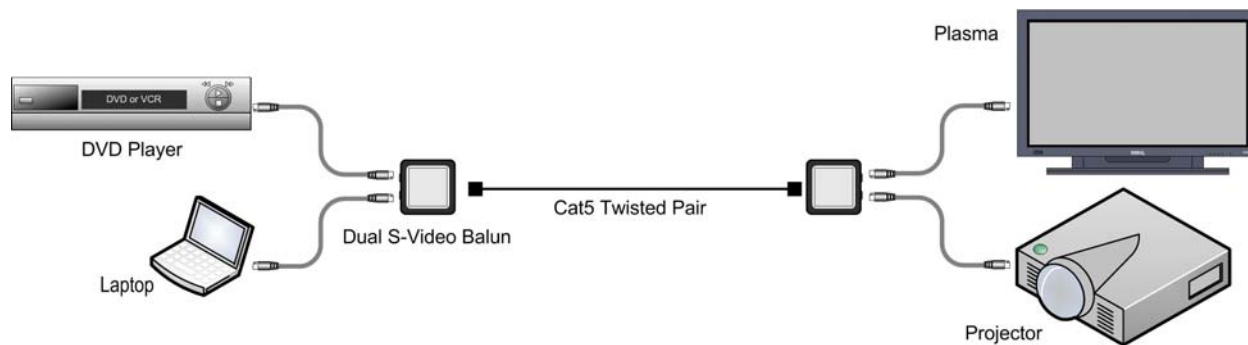 Plasma
DVD or VCR
DVD Player
Cat5 Twisted Pair
Dual S-Video Balun
Laptop
Projector